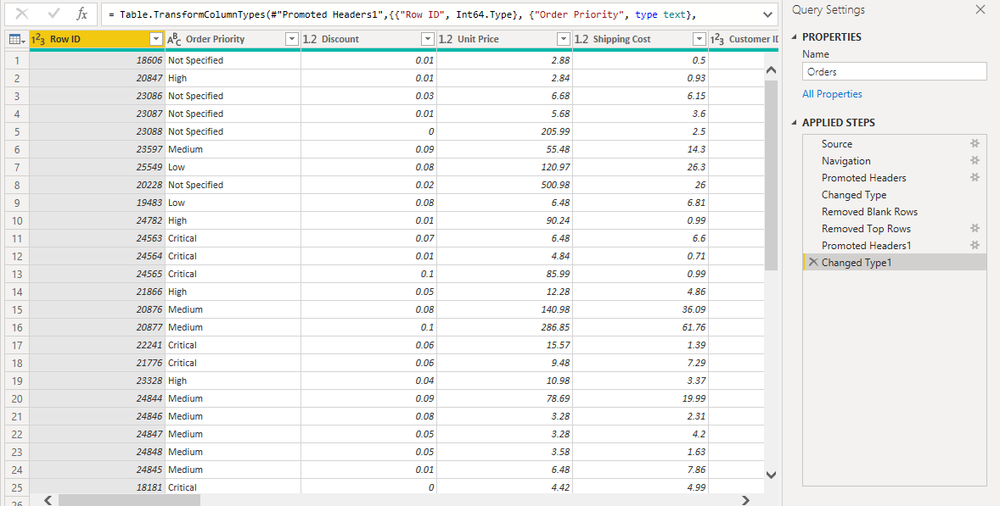 = Table.TransformColumnTypes(#"Promoted Headers1",{{"Row ID", Int64.Type}, {"Order Priority", type text},
1 2 3 Row ID A B C Order Priority 1.2 Discount 1.2 Unit Price 1.2 Shipping Cost 1 2 3 Customer ID
1 18606 Not Specified 0.01 2.88 0.5
2 20847 High 0.01 2.84 0.93
3 23086 Not Specified 0.03 6.68 6.15
4 23087 Not Specified 0.01 5.68 3.6
5 23088 Not Specified 0 205.99 2.5
6 23597 Medium 0.09 55.48 14.3
7 25549 Low 0.08 120.97 26.3
8 20228 Not Specified 0.02 500.98 26
9 19483 Low 0.08 6.48 6.81
10 24782 High 0.01 90.24 0.99
11 24563 Critical 0.07 6.48 6.6
12 24564 Critical 0.01 4.84 0.71
13 24565 Critical 0.1 85.99 0.99
14 21866 High 0.05 12.28 4.86
15 20876 Medium 0.08 140.98 36.09
16 20877 Medium 0.1 286.85 61.76
17 22241 Critical 0.06 15.57 1.39
18 21776 Critical 0.06 9.48 7.29
19 23328 High 0.04 10.98 3.37
20 24844 Medium 0.09 78.69 19.99
21 24846 Medium 0.08 3.28 2.31
22 24847 Medium 0.05 3.28 4.2
23 24848 Medium 0.05 3.58 1.63
24 24845 Medium 0.01 6.48 7.86
25 18181 Critical 0 4.42 4.99
26
Query Settings
PROPERTIES
Name
Orders
All Properties
APPLIED STEPS
Source
Navigation
Promoted Headers
Changed Type
Removed Blank Rows
Removed Top Rows
Promoted Headers1
Changed Type1